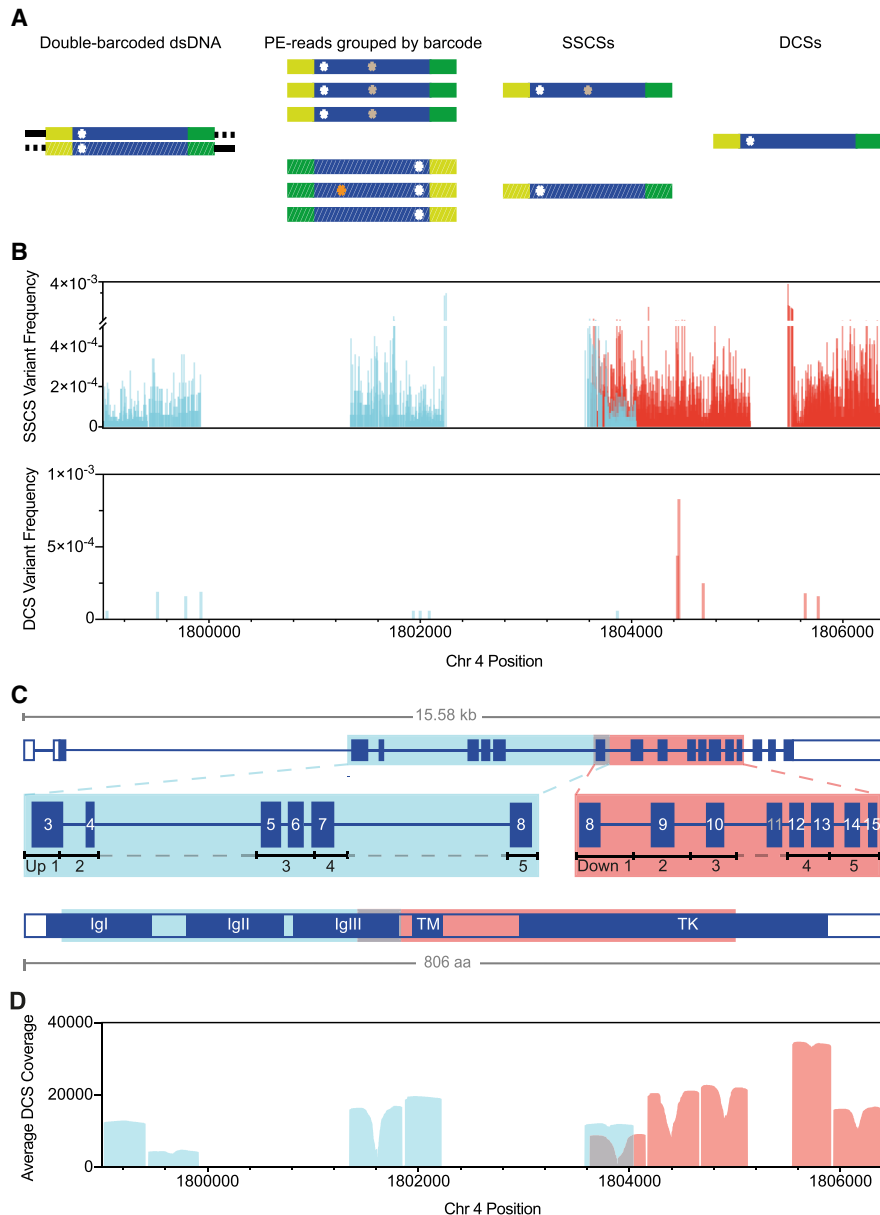 A
Double-barcoded dsDNA
PE-reads grouped by barcode
SSCSs
DCSs
B
SSCS Variant Frequency
4×10⁻³
4×10⁻⁴
2×10⁻⁴
0
DCS Variant Frequency
1×10⁻³
5×10⁻⁴
0
1800000 1802000 1804000 1806000
Chr 4 Position
C
15.58 kb
3 4 5 6 7 8
Up 1 2 3 4 5
8 9 10 11 12 13 14 15
Down 1 2 3 4 5
IgI IgII IgIII TM TK
806 aa
D
Average DCS Coverage
40000
20000
0
1800000 1802000 1804000 1806000
Chr 4 Position